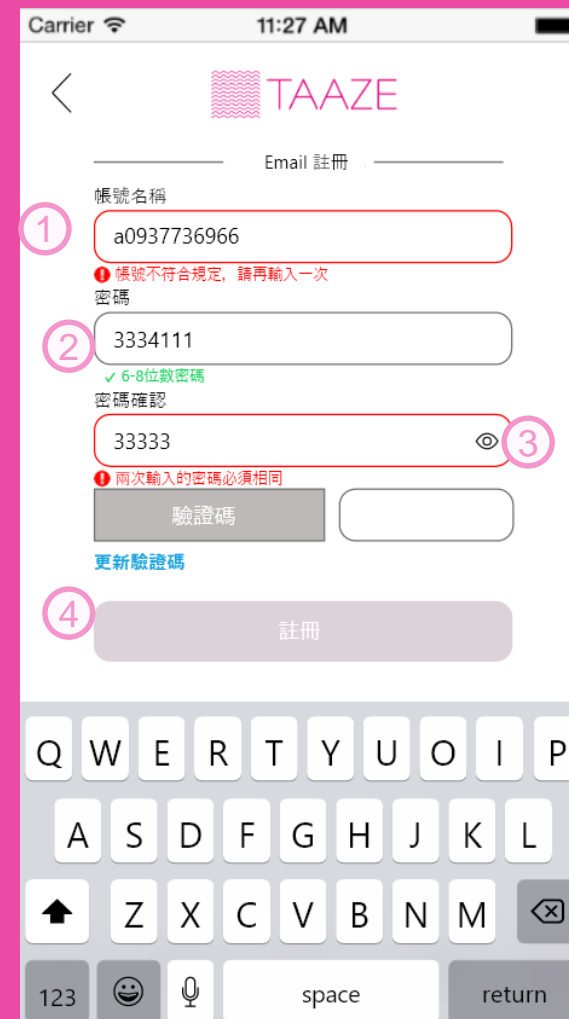 Carrier 11:27 AM
TAAZE
Email 註冊
帳號名稱
1
a0937736966
帳號不符合規定，請再輸入一次
密碼
2
3334111
✓ 6-8位數密碼
密碼確認
33333
3
兩次輸入的密碼必須相同
驗證碼
更新驗證碼
4
註冊
Q W E R T Y U O I P
A S D F G H J K L
Z X C V B N M
123 space return